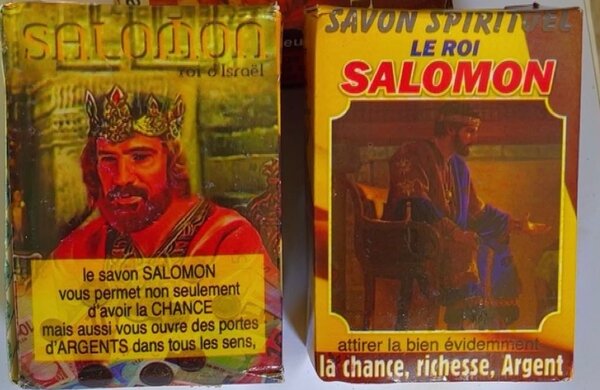 SALOMON
roi d'Israël
le savon SALOMON
vous permet non seulement
d'avoir la CHANCE
mais aussi vous ouvre des portes
d'ARGENTS dans tous les sens,
SAVON SPIRITUEL
LE ROI
SALOMON
attirer la bien évidemment
la chance, richesse, Argent